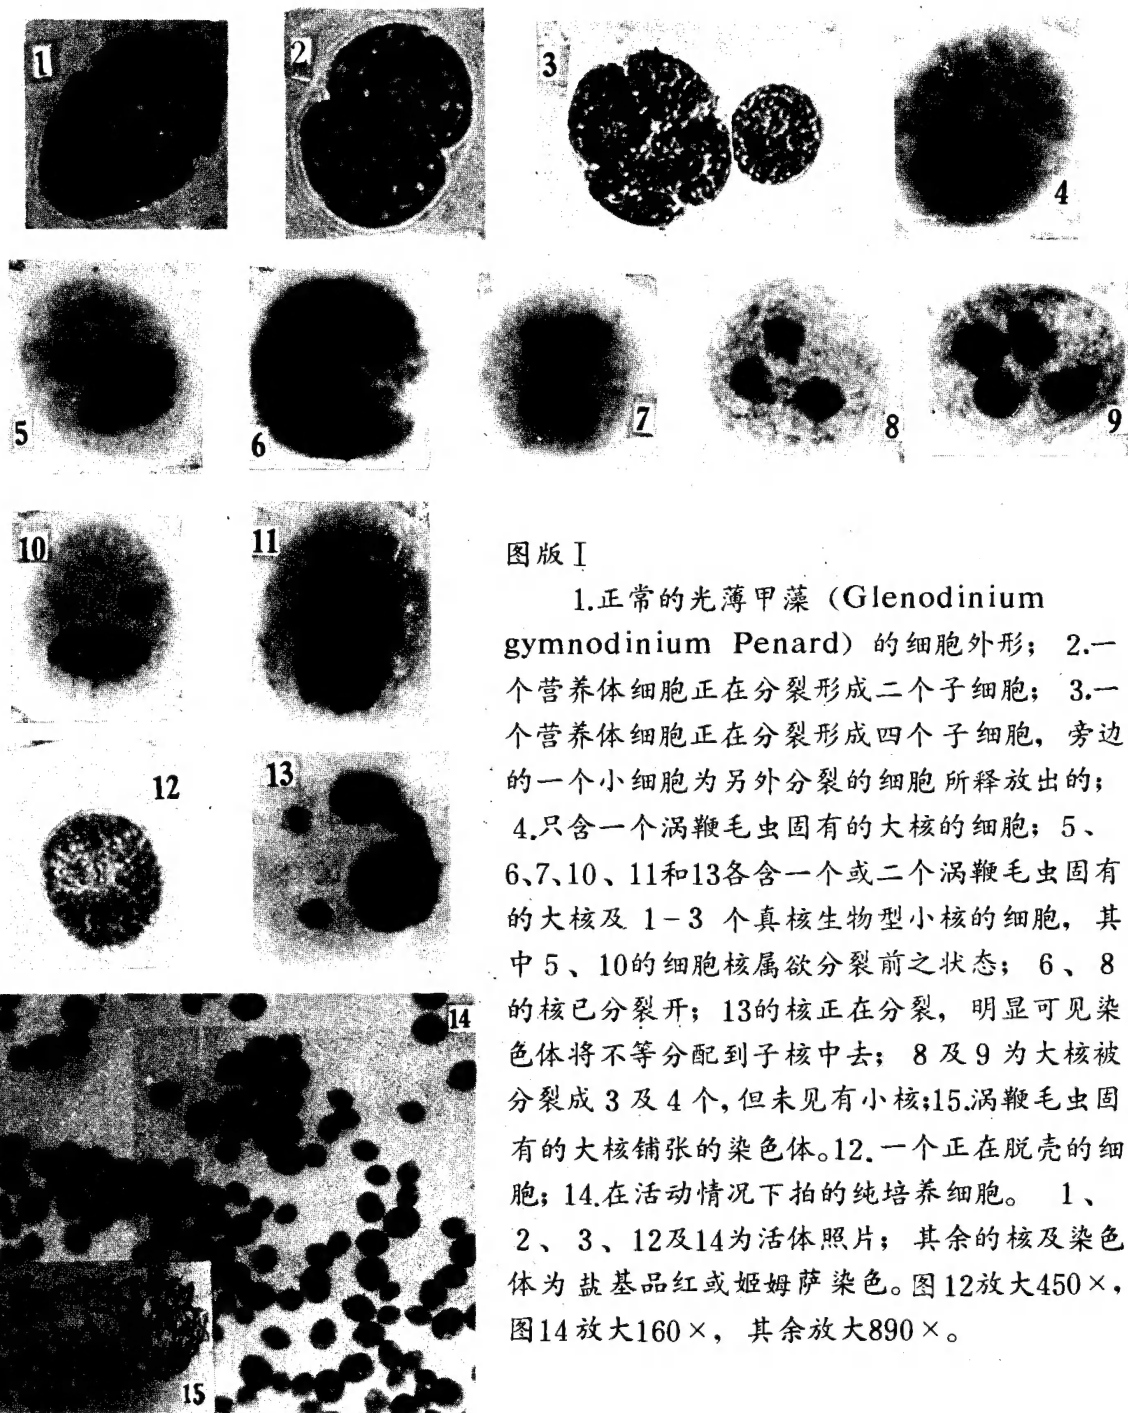 1
2
3
4
5
6
7
8
9
10
11
12
13
14
15
图版Ⅰ
1.正常的光薄甲藻（Glenodinium
gymnodinium Penard）的细胞外形； 2.一
个营养体细胞正在分裂形成二个子细胞； 3.一
个营养体细胞正在分裂形成四个子细胞，旁边
的一个小细胞为另外分裂的细胞所释放出的；
4.只含一个涡鞭毛虫固有的大核的细胞；5、
6、7、10、11和13各含一个或二个涡鞭毛虫固有
的大核及 1-3 个真核生物型小核的细胞，其
中 5 、10的细胞核属欲分裂前之状态； 6 、 8
的核已分裂开；13的核正在分裂，明显可见染
色体将不等分配到子核中去； 8 及 9 为大核被
分裂成 3 及 4 个，但未见有小核；15.涡鞭毛虫固
有的大核铺张的染色体。12.一个正在脱壳的细
胞；14.在活动情况下拍的纯培养细胞。 1 、
2 、 3 、12及14为活体照片；其余的核及染色
体为盐基品红或姬姆萨染色。图12放大450×，
图14放大160×，其余放大890×。